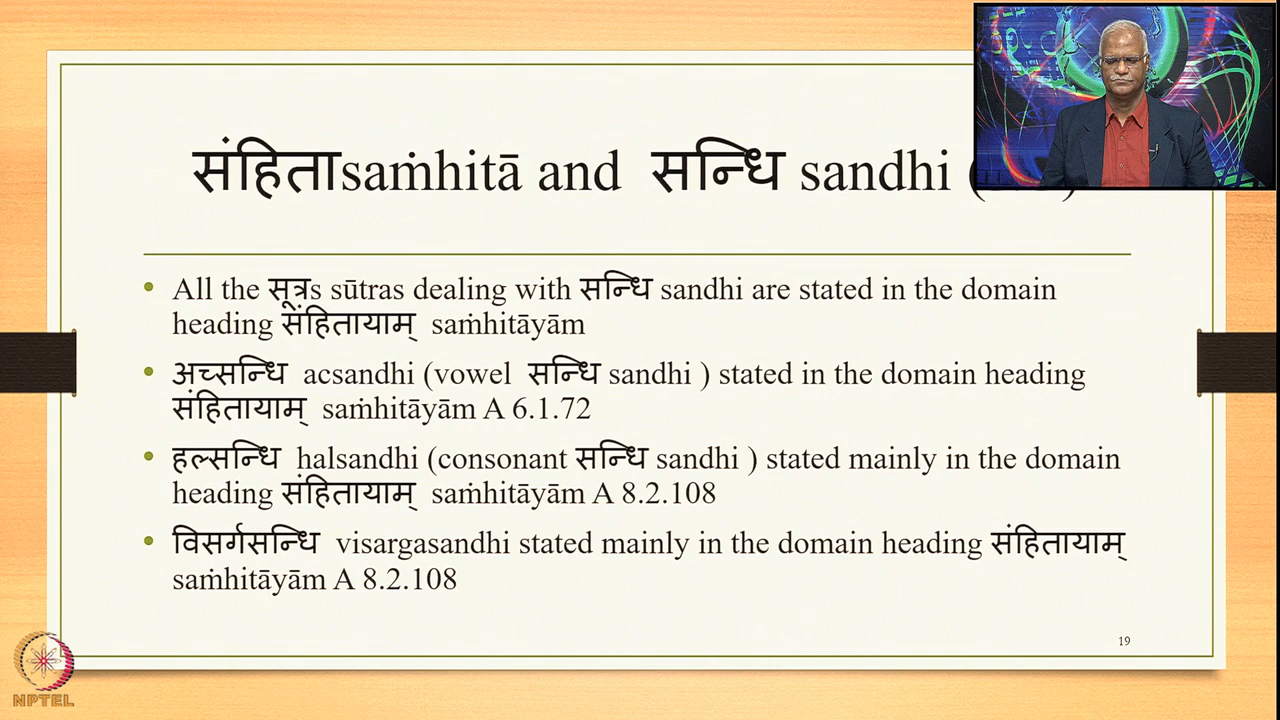 संहिताsaṁhitā and सन्धि sandhi
All the सूत्रs sūtras dealing with सन्धि sandhi are stated in the domain
heading संहितायाम् saṁhitāyām
अच्सन्धि acsandhi (vowel सन्धि sandhi ) stated in the domain heading
संहितायाम् saṁhitāyām A 6.1.72
हल्सन्धि halsandhi (consonant सन्धि sandhi ) stated mainly in the domain
heading संहितायाम् saṁhitāyām A 8.2.108
विसर्गसन्धि visargasandhi stated mainly in the domain heading संहितायाम्
saṁhitāyām A 8.2.108
19
NPTEL